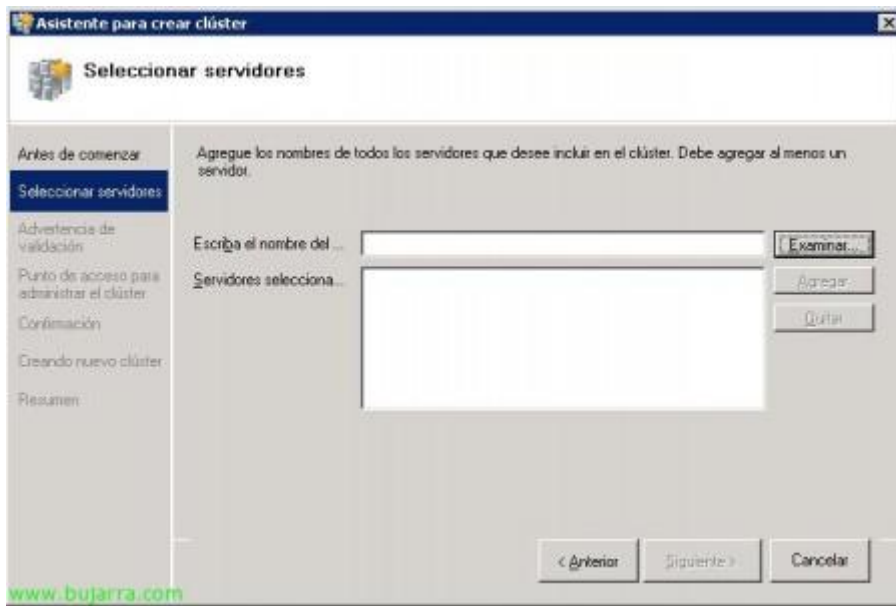 Asistente para crear clúster
Seleccionar servidores
Antes de comenzar
Seleccionar servidores
Advertencia de
validación
Punto de acceso para
administrar el clúster
Confirmación
Creando nuevo clúster
Resumen
Agregue los nombres de todos los servidores que desee incluir en el clúster. Debe agregar al menos un
servidor.
Escriba el nombre del ...
Examinar...
Servidores selecciona...
Agregar
Quitar
< Anterior
Siguiente >
Cancelar
www.bujarra.com